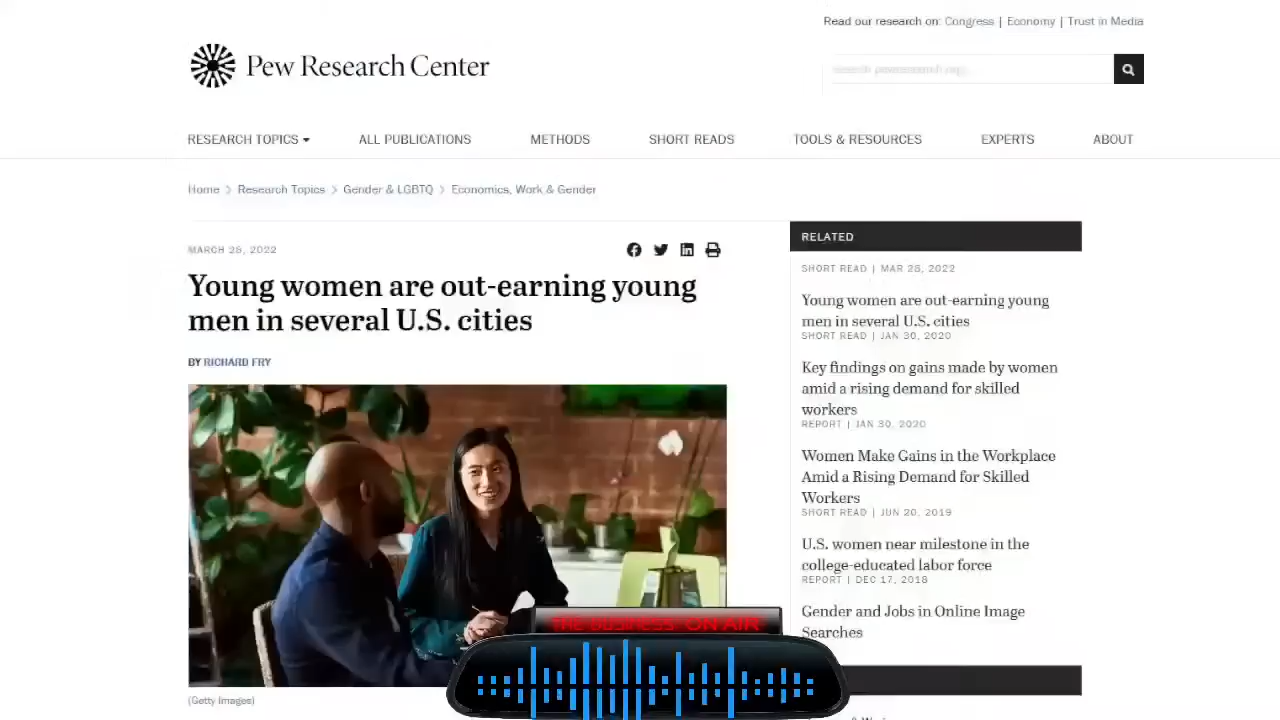 Read our research on: Congress | Economy | Trust in Media
Pew Research Center
search pewresearch.org...
RESEARCH TOPICS
ALL PUBLICATIONS
METHODS
SHORT READS
TOOLS & RESOURCES
EXPERTS
ABOUT
Home > Research Topics > Gender & LGBTQ > Economics, Work & Gender
MARCH 28, 2022
Young women are out-earning young
men in several U.S. cities
BY RICHARD FRY
(Getty Images)
RELATED
SHORT READ | MAR 28, 2022
Young women are out-earning young
men in several U.S. cities
SHORT READ | JAN 30, 2020
Key findings on gains made by women
amid a rising demand for skilled
workers
REPORT | JAN 30, 2020
Women Make Gains in the Workplace
Amid a Rising Demand for Skilled
Workers
SHORT READ | JUN 20, 2019
U.S. women near milestone in the
college-educated labor force
REPORT | DEC 17, 2018
Gender and Jobs in Online Image
Searches
THE BUSINESS: ON AIR